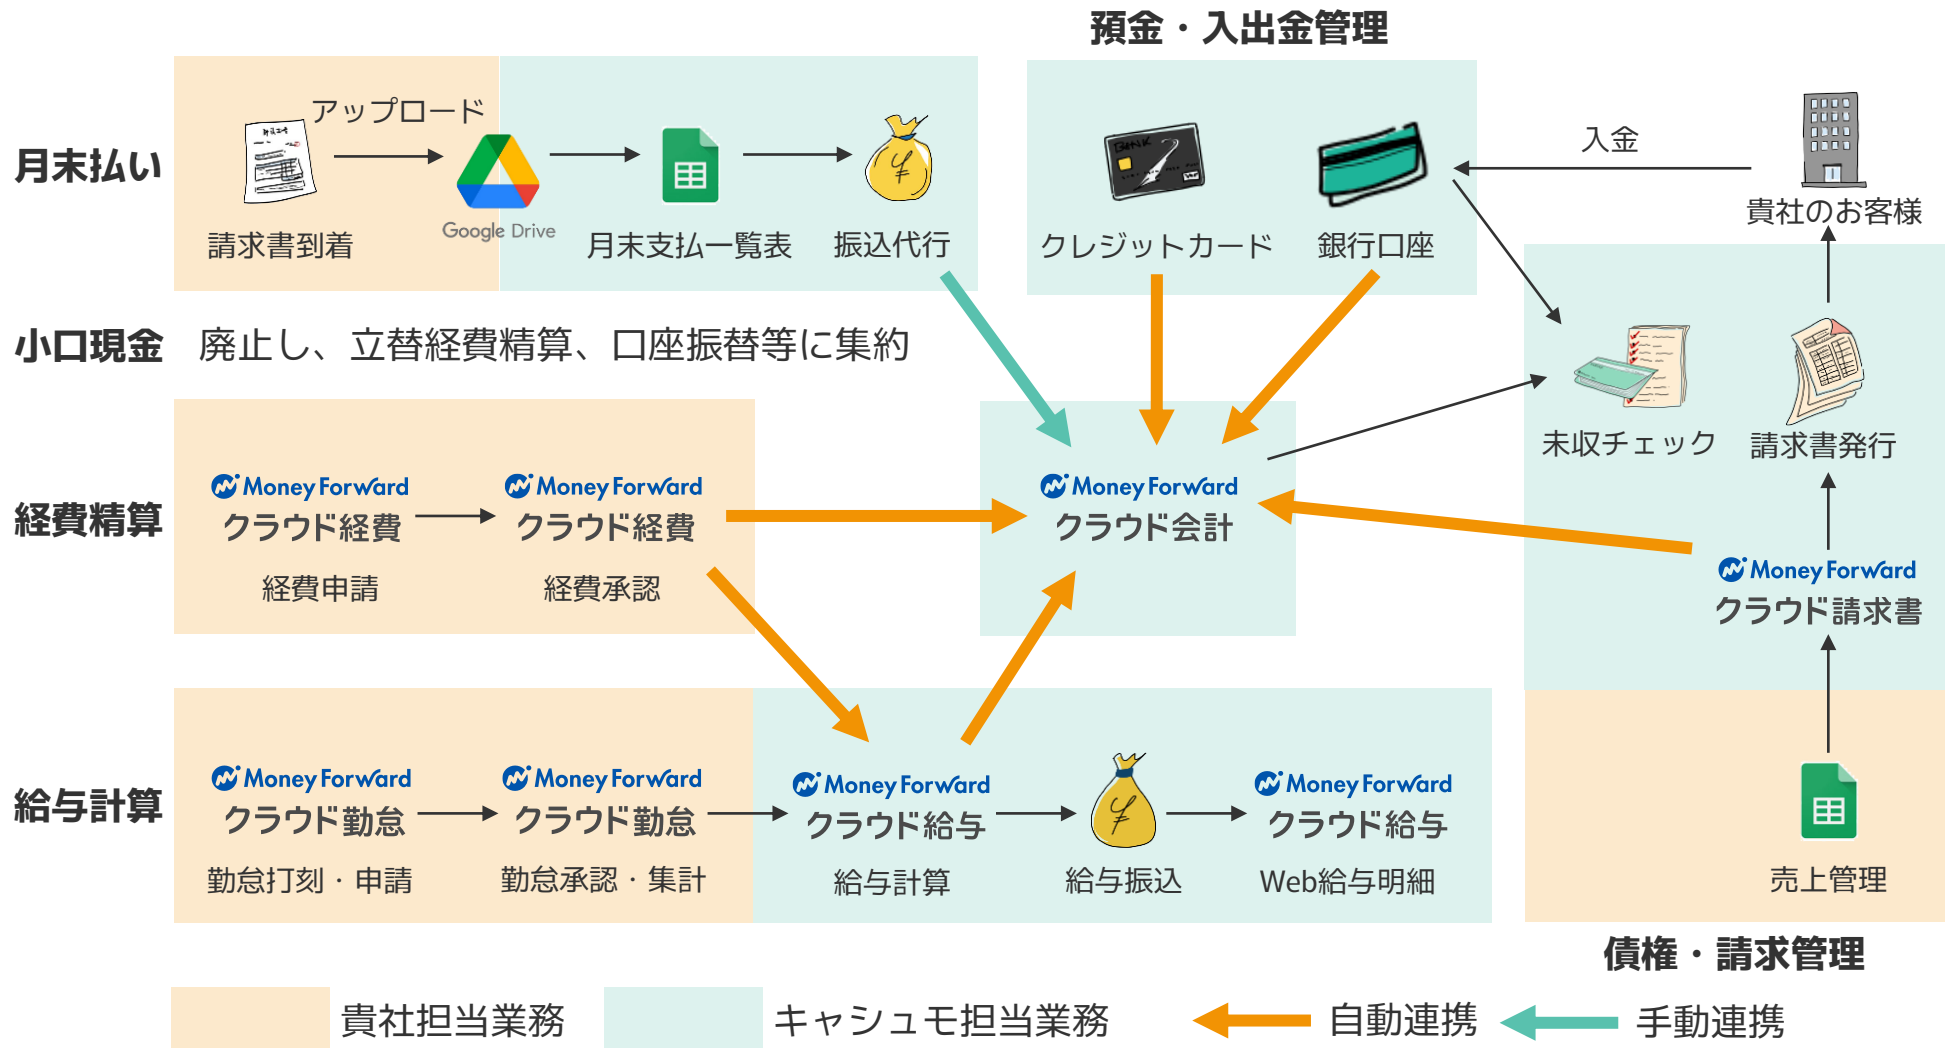 預金・入出金管理
月末払い
アップロード
請求書到着
Google Drive
月末支払一覧表
振込代行
クレジットカード
BANK
銀行口座
入金
貴社のお客様
小口現金
廃止し、立替経費精算、口座振替等に集約
未収チェック
請求書発行
経費精算
Money Forward
クラウド経費
経費申請
Money Forward
クラウド経費
経費承認
Money Forward
クラウド会計
Money Forward
クラウド請求書
給与計算
Money Forward
クラウド勤怠
勤怠打刻・申請
Money Forward
クラウド勤怠
勤怠承認・集計
Money Forward
クラウド給与
給与計算
給与振込
Money Forward
クラウド給与
Web給与明細
売上管理
債権・請求管理
貴社担当業務
キャシュモ担当業務
自動連携
手動連携